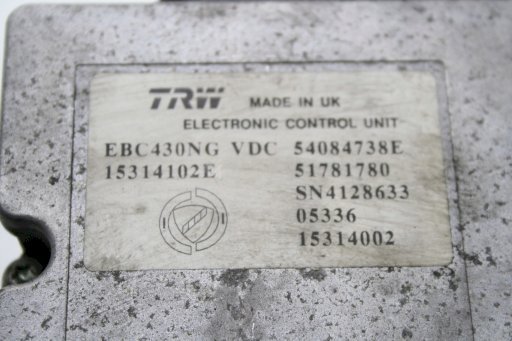 TRW MADE IN UK
ELECTRONIC CONTROL UNIT
EBC430NG VDC 54084738E
15314102E 51781780
SN4128633
05336
15314002